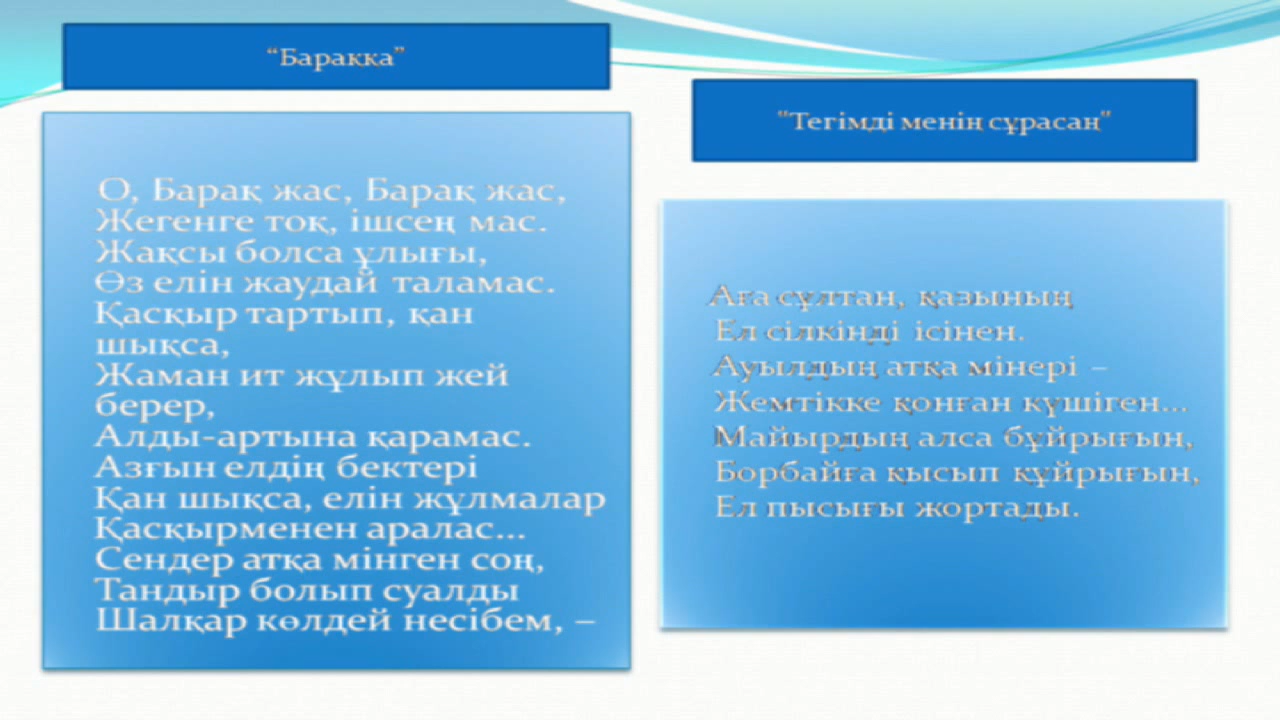 “Баракка”
О, Барақ жас, Барақ жас,
Жегенге тоқ, ішсең мас.
Жақсы болса ұлығы,
Өз елін жаудай таламас.
Қасқыр тартып, қан
шықса,
Жаман ит жұлып жей
берер,
Алды-артына қарамас.
Азғын елдің бектері
Қан шықса, елін жұлмалар
Қасқырменен аралас...
Сендер атқа мінген соң,
Тандыр болып суалды
Шалқар көлдей несібем, –
"Тегімді менің сұрасаң"
Аға сұлтан, қазының
Ел сілкінді ісінен.
Ауылдың атқа мінері –
Жемтікке қонған күшіген...
Майырдың алса бұйрығын,
Борбайға қысып құйрығын,
Ел пысығы жортады.